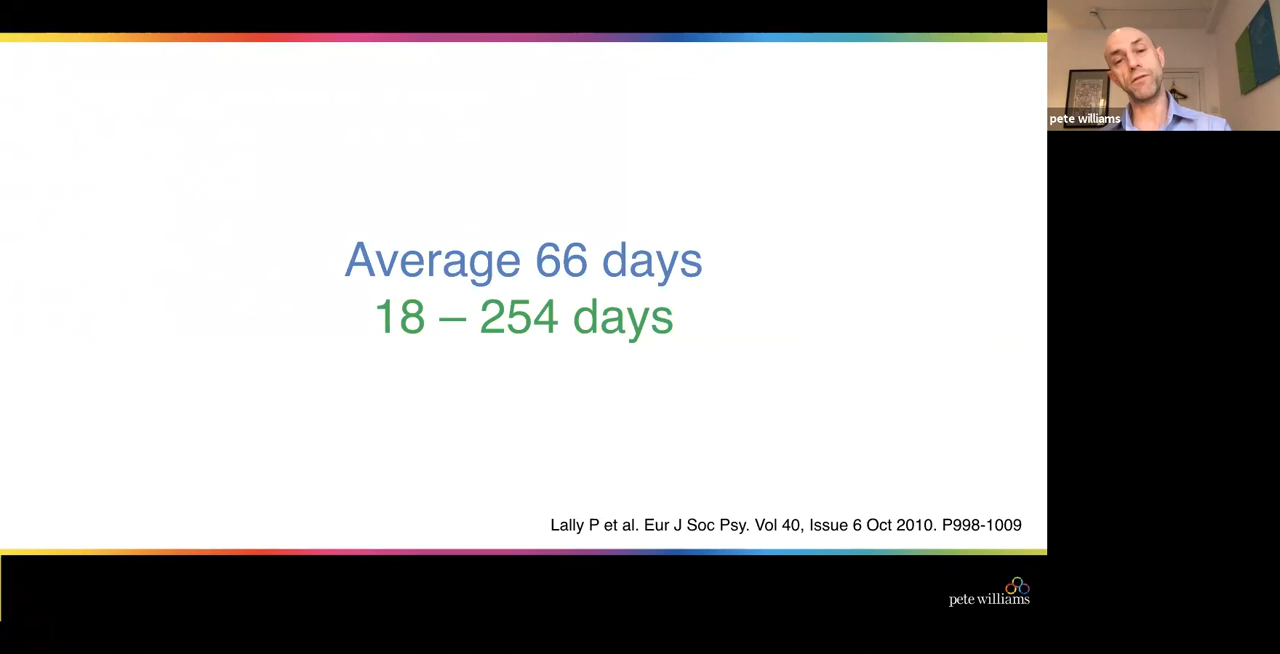 Average 66 days
18 – 254 days
Lally P et al. Eur J Soc Psy. Vol 40, Issue 6 Oct 2010. P998-1009
pete williams
pete williams